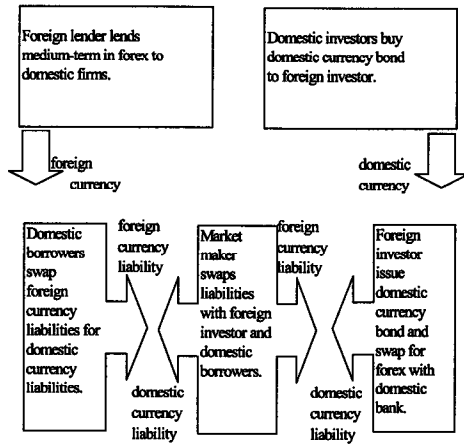 Foreign lender lends
medium-term in forex to
domestic firms.
Domestic investors buy
domestic currency bond
to foreign investor.
foreign
currency
domestic
currency
Domestic
borrowers
swap
foreign
currency
liabilities for
domestic
currency
liabilities.
foreign
currency
liability
domestic
currency
liability
Market
maker
swaps
liabilities
with foreign
investor and
domestic
borrowers.
foreign
currency
liability
domestic
currency
liability
Foreign
investor
issue
domestic
currency
bond and
swap for
forex with
domestic
bank.